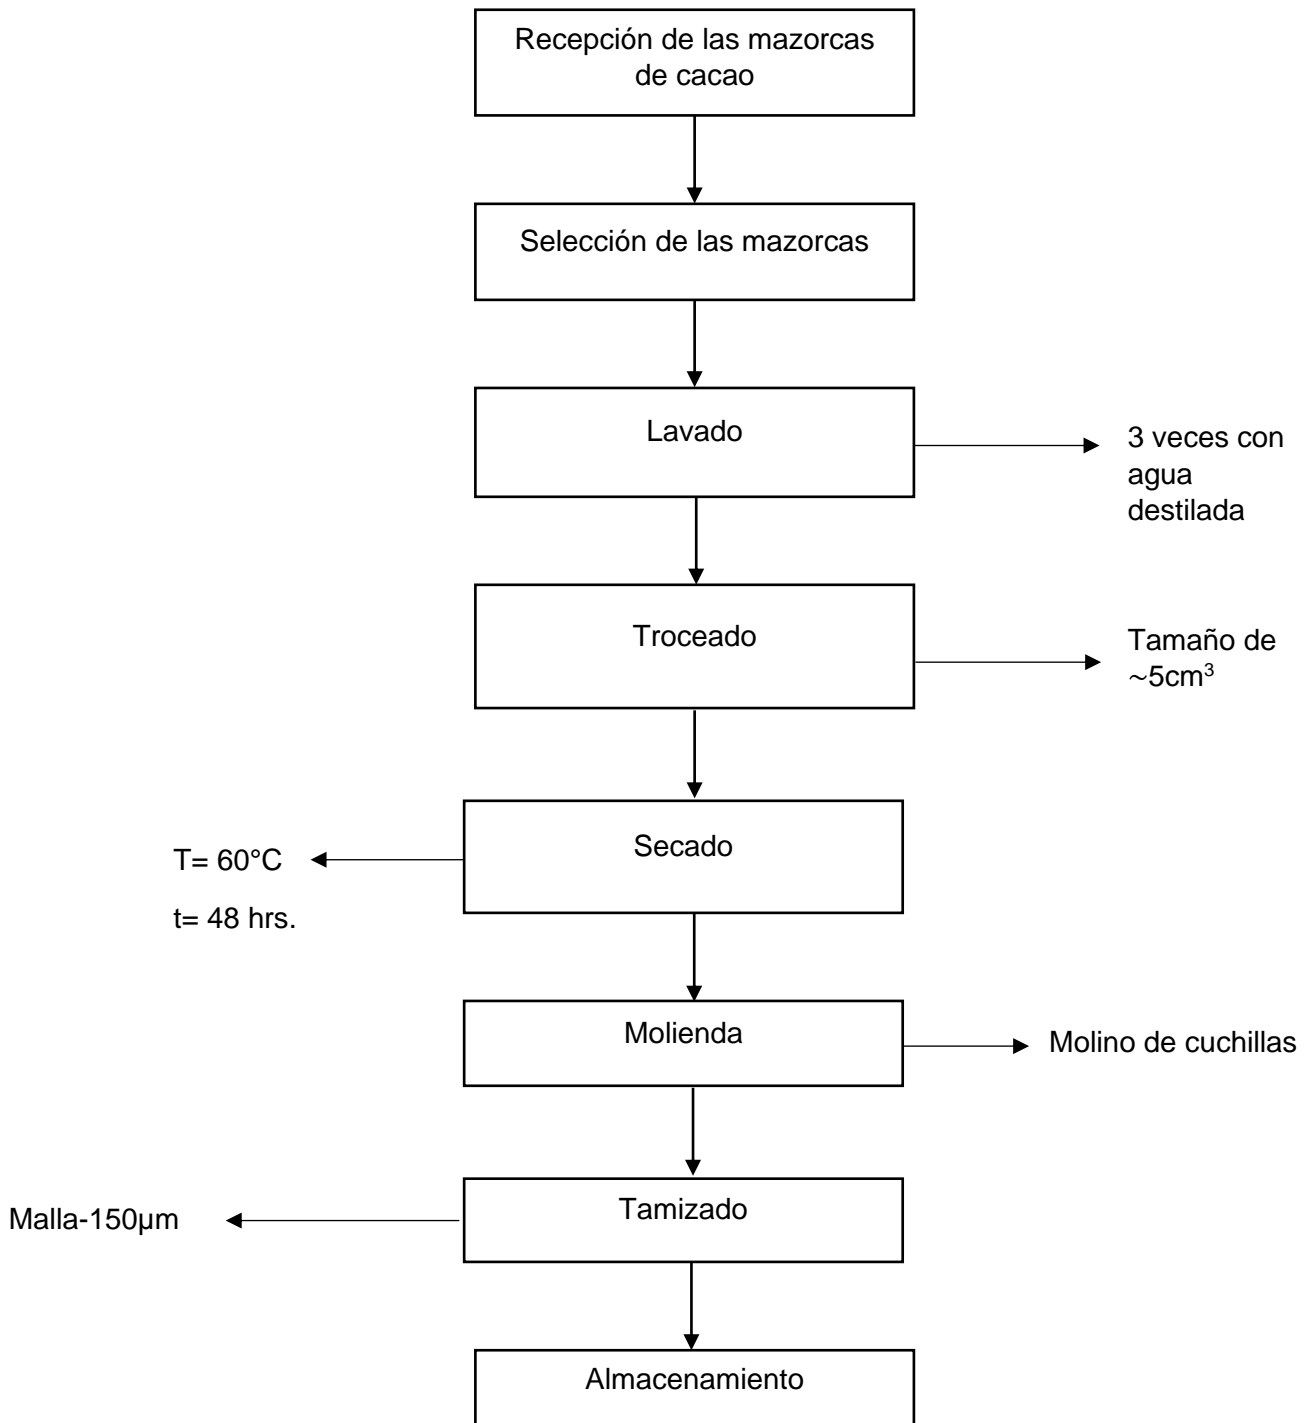 Recepción de las mazorcas
de cacao
Selección de las mazorcas
Lavado
3 veces con
agua
destilada
Troceado
Tamaño de
~5cm³
Secado
T= 60°C
t= 48 hrs.
Molienda
Molino de cuchillas
Tamizado
Malla-150µm
Almacenamiento